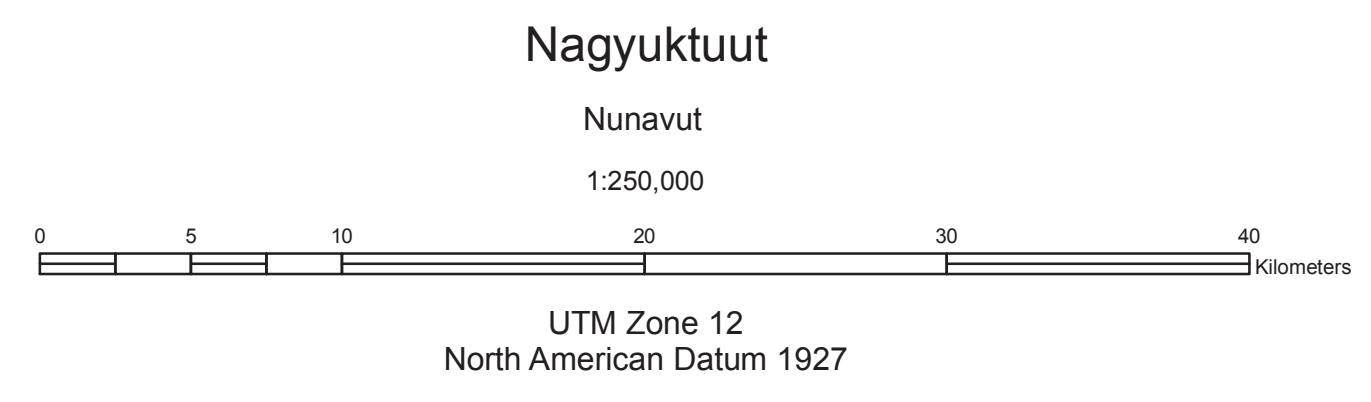 Nagyuktuut
Nunavut
1:250,000
0 5 10 20 30 40
Kilometers
UTM Zone 12
North American Datum 1927